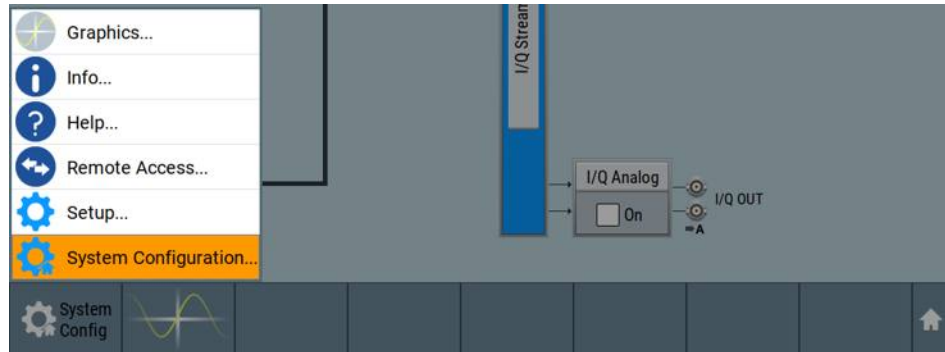 Graphics...
Info...
Help...
Remote Access...
Setup...
System Configuration...
I/Q Stream
I/Q Analog
On
I/Q OUT
A
System
Config